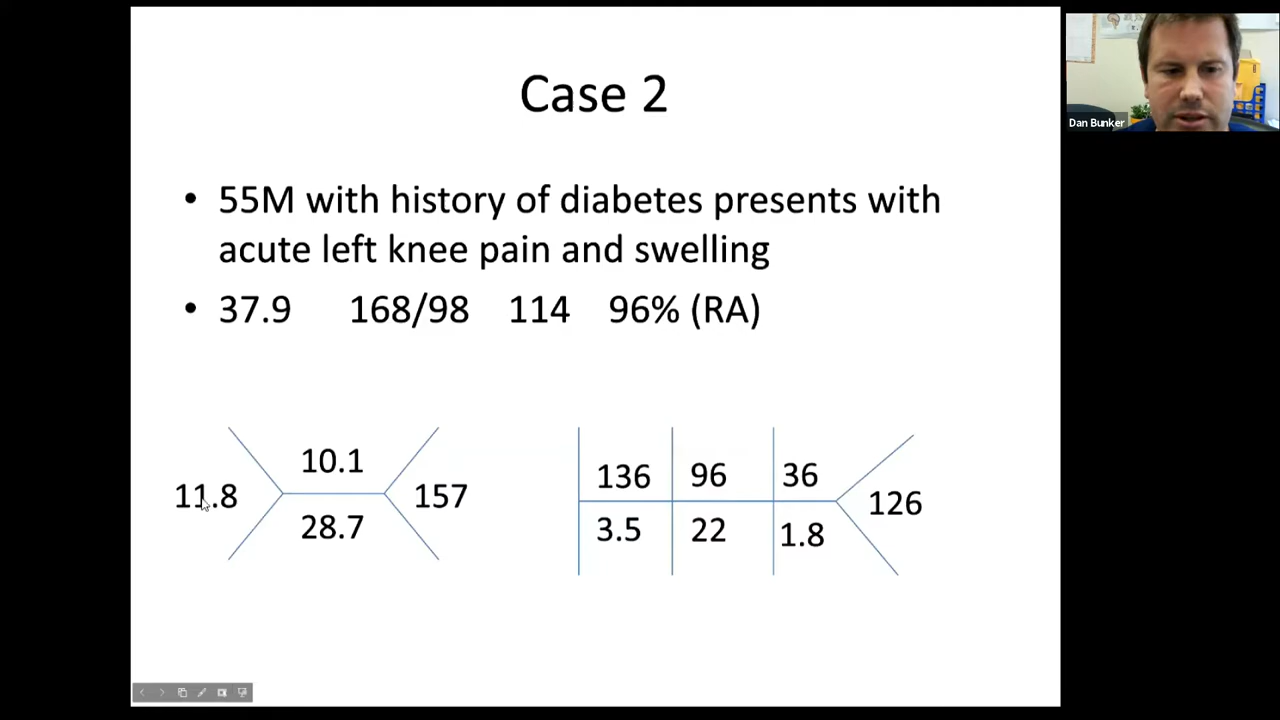 Case 2
• 55M with history of diabetes presents with
acute left knee pain and swelling
• 37.9 168/98 114 96% (RA)
10.1
11.8 157
28.7
136 96 36
126
3.5 22 1.8
Dan Bunker